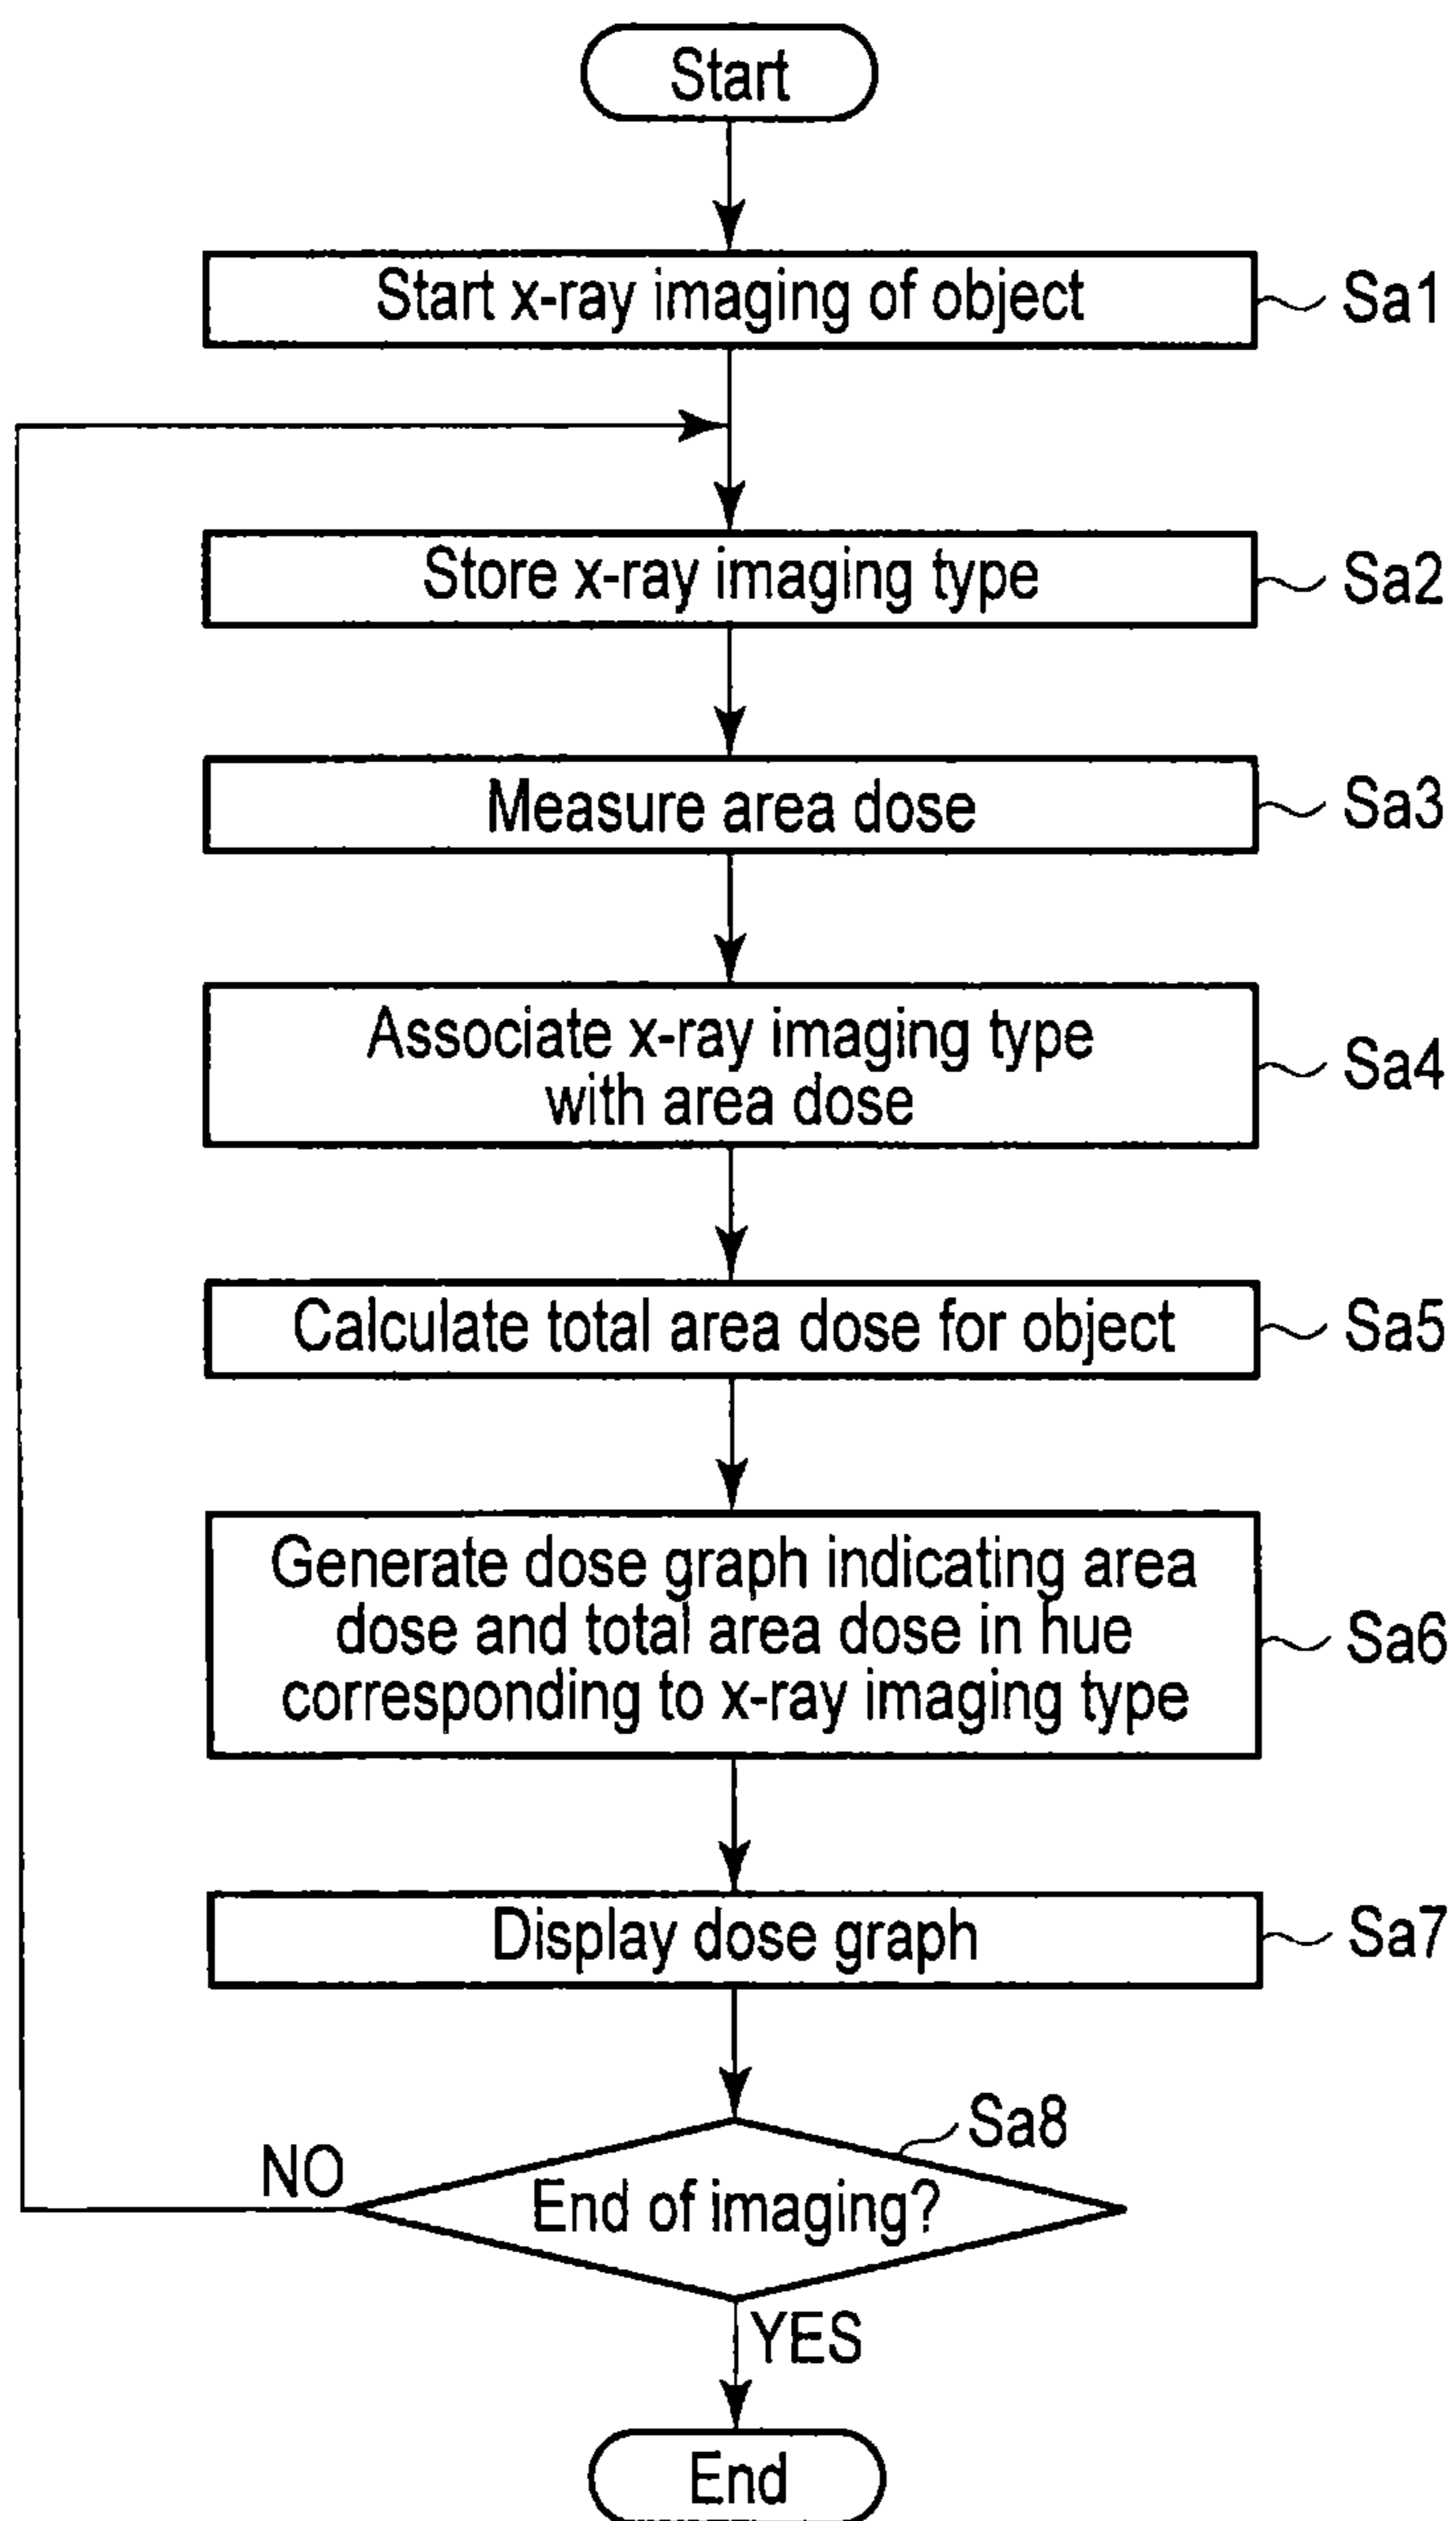 Start
Start x-ray imaging of object
Sa1
Store x-ray imaging type
Sa2
Measure area dose
Sa3
Associate x-ray imaging type
with area dose
Sa4
Calculate total area dose for object
Sa5
Generate dose graph indicating area
dose and total area dose in hue
corresponding to x-ray imaging type
Sa6
Display dose graph
Sa7
Sa8
NO
End of imaging?
YES
End